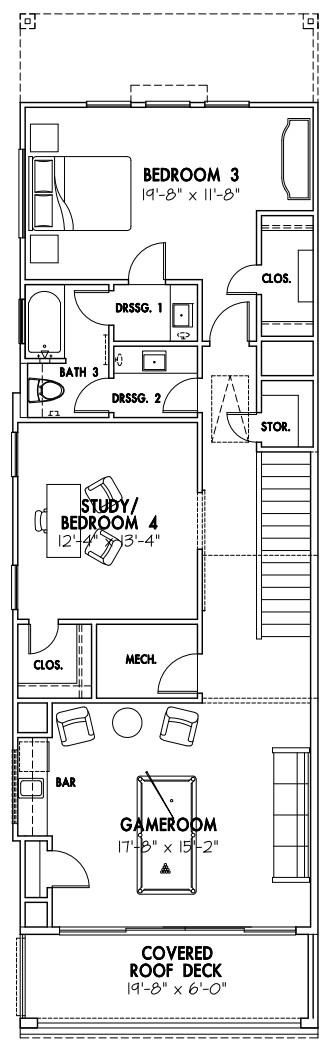 BEDROOM 3
19'-8" x 11'-8"
CLOS.
DRSSG. 1
BATH 3
DRSSG. 2
STOR.
STUDY/
BEDROOM 4
12'-4" x 13'-4"
CLOS.
MECH.
BAR
GAMEROOM
17'-8" x 15'-2"
COVERED
ROOF DECK
19'-8" x 6'-0"